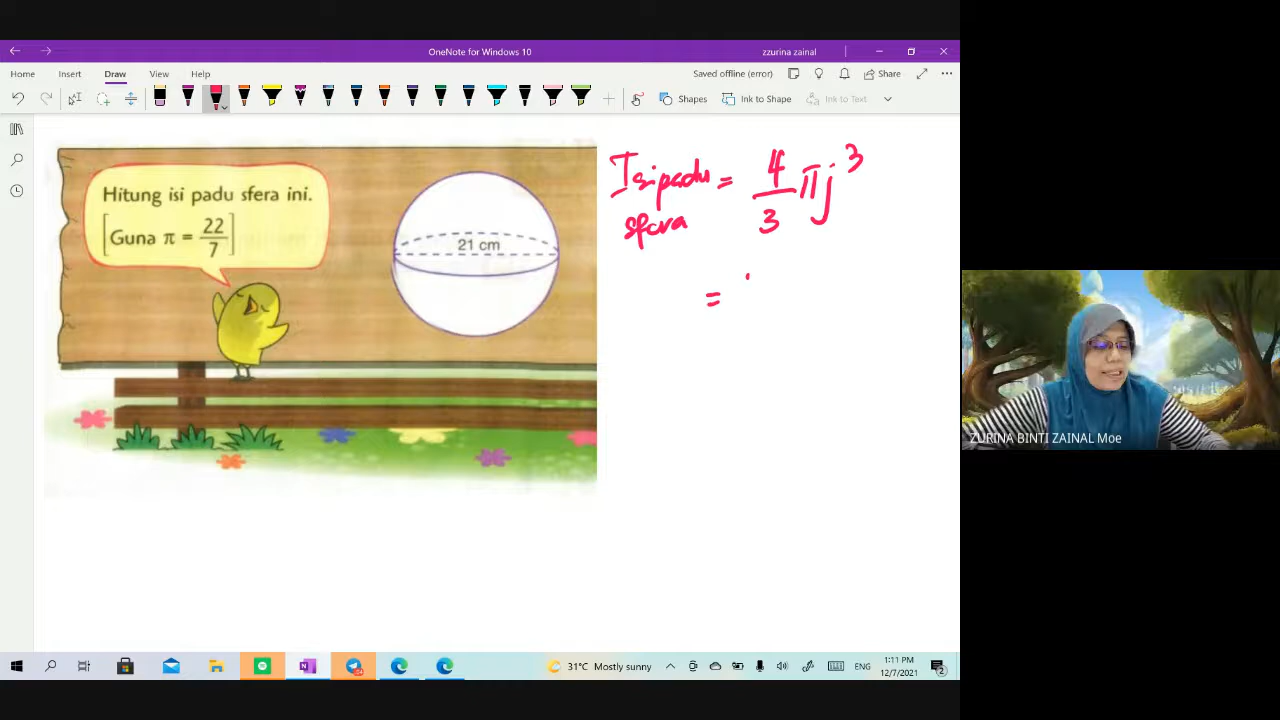 OneNote for Windows 10
zzurina zainal
Home Insert Draw View Help
Saved offline (error)
Share
Shapes
Ink to Shape
Ink to Text
Hitung isi padu sfera ini.
[Guna π = 22/7]
21 cm
Isipadu sfera = 4/3 πj³
=
ZURINA BINTI ZAINAL Moe
31°C Mostly sunny
ENG
1:11 PM
12/7/2021
2